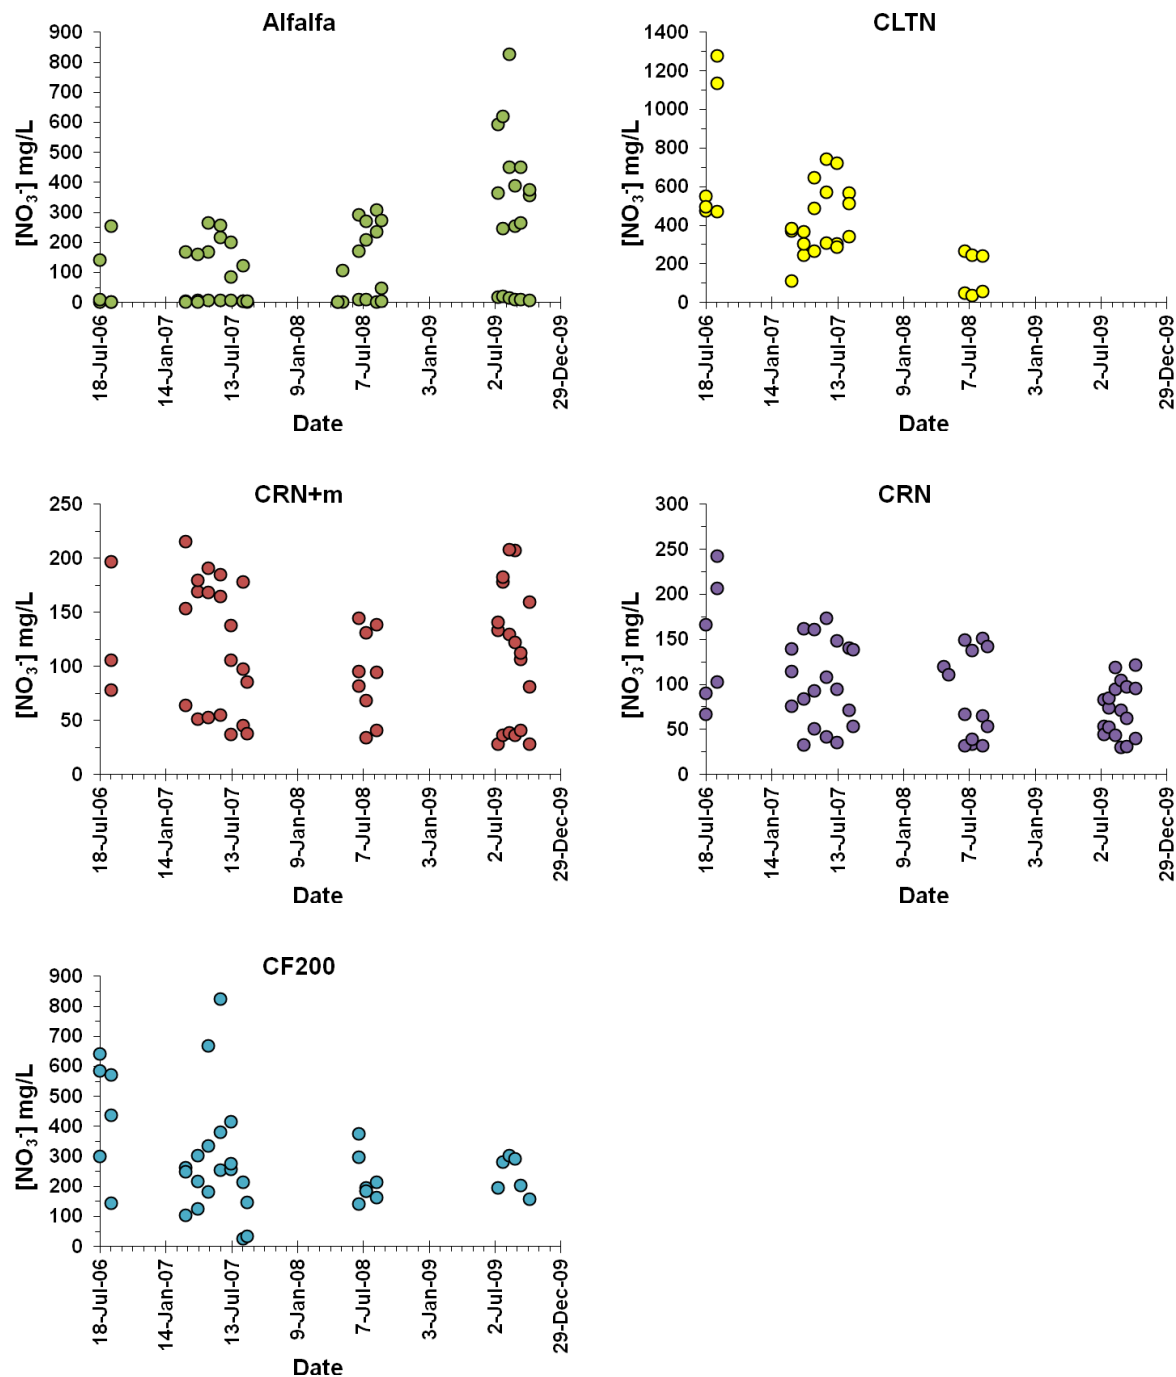 Alfalfa
900
800
700
600
500
400
300
200
100
0
[NO3-] mg/L
18-Jul-06
14-Jan-07
13-Jul-07
9-Jan-08
7-Jul-08
3-Jan-09
2-Jul-09
29-Dec-09
Date
CLTN
1400
1200
1000
800
600
400
200
0
[NO3-] mg/L
18-Jul-06
14-Jan-07
13-Jul-07
9-Jan-08
7-Jul-08
3-Jan-09
2-Jul-09
29-Dec-09
Date
CRN+m
250
200
150
100
50
0
[NO3-] mg/L
18-Jul-06
14-Jan-07
13-Jul-07
9-Jan-08
7-Jul-08
3-Jan-09
2-Jul-09
29-Dec-09
Date
CRN
300
250
200
150
100
50
0
[NO3-] mg/L
18-Jul-06
14-Jan-07
13-Jul-07
9-Jan-08
7-Jul-08
3-Jan-09
2-Jul-09
29-Dec-09
Date
CF200
900
800
700
600
500
400
300
200
100
0
[NO3-] mg/L
18-Jul-06
14-Jan-07
13-Jul-07
9-Jan-08
7-Jul-08
3-Jan-09
2-Jul-09
29-Dec-09
Date